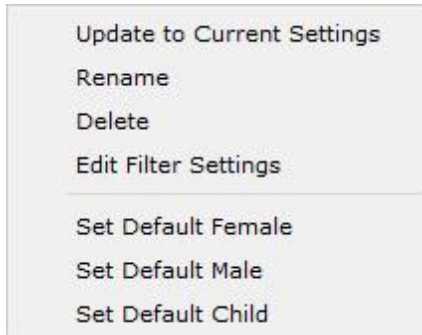 Update to Current Settings
Rename
Delete
Edit Filter Settings
Set Default Female
Set Default Male
Set Default Child